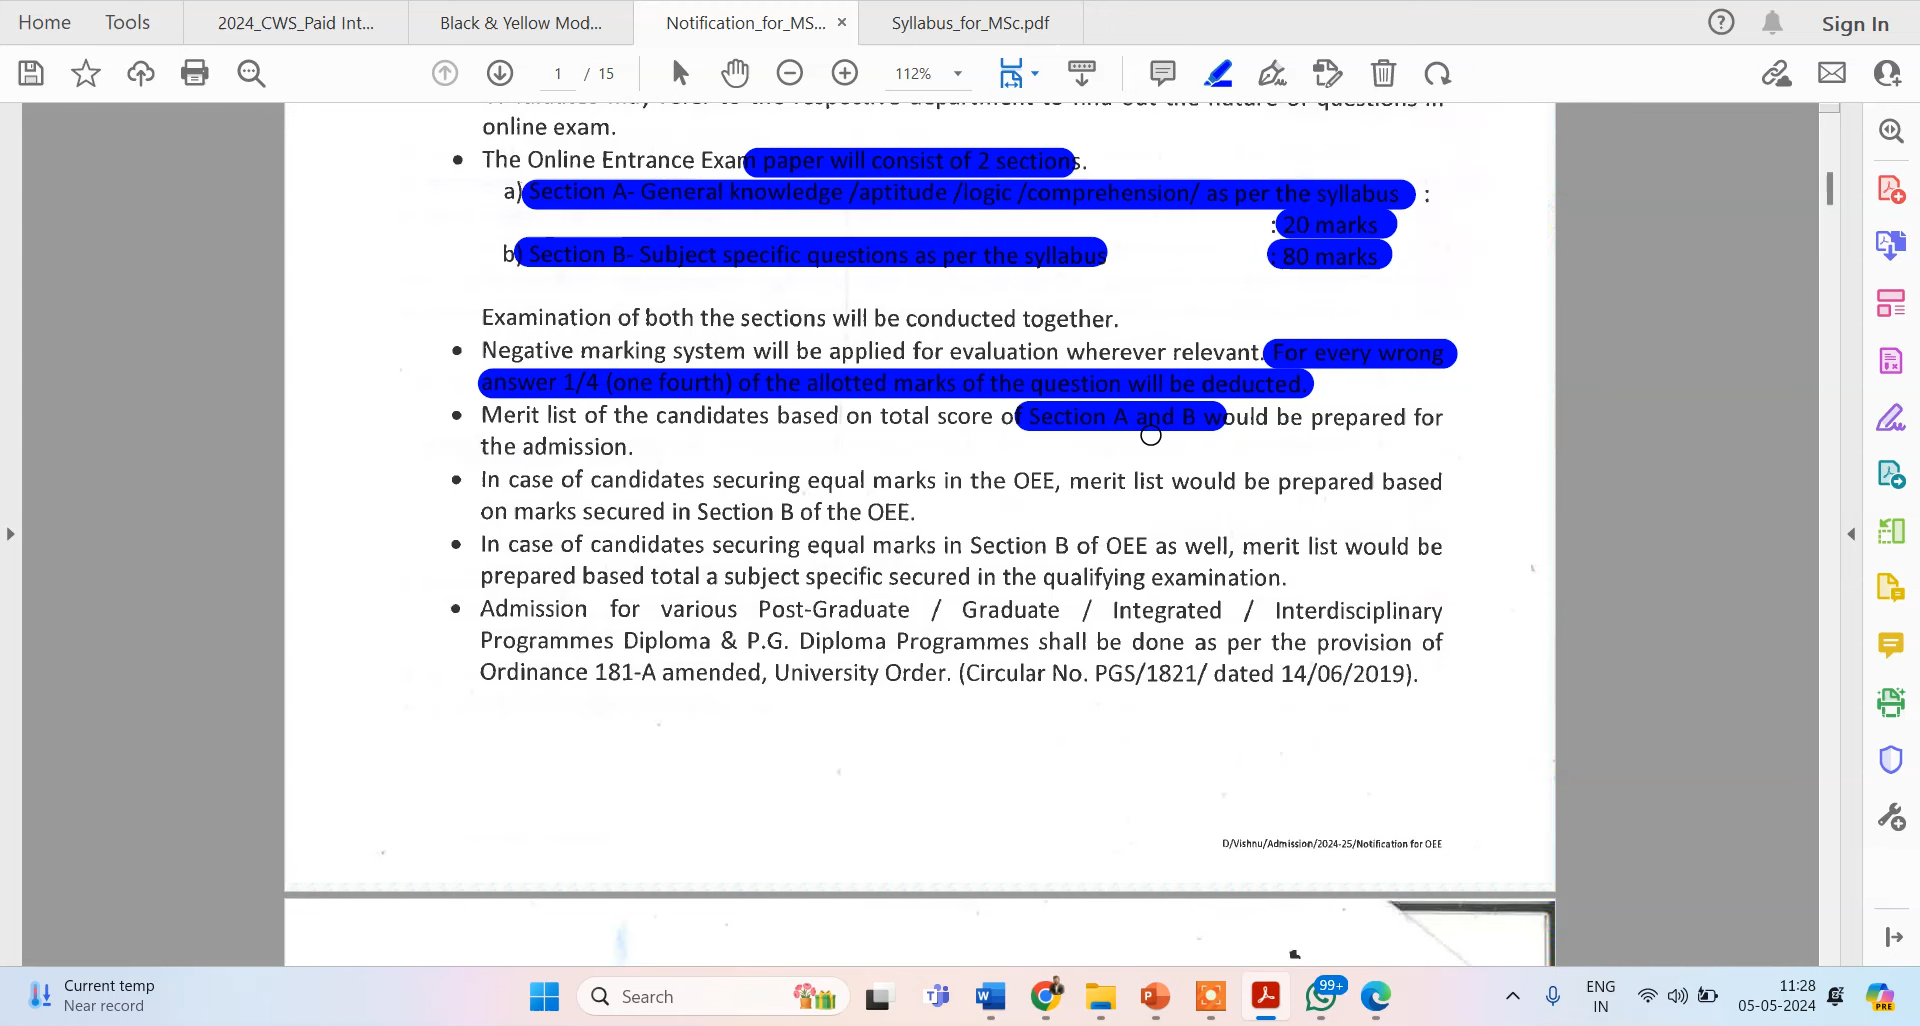 Home Tools 2024_CWS_Paid Int... Black & Yellow Mod... Notification_for_MS... × Syllabus_for_MSc.pdf ? Sign In
1 / 15 112%
online exam.
• The Online Entrance Exam paper will consist of 2 sections.
a) Section A- General knowledge /aptitude /logic /comprehension/ as per the syllabus :
: 20 marks
b) Section B- Subject specific questions as per the syllabus : 80 marks
Examination of both the sections will be conducted together.
• Negative marking system will be applied for evaluation wherever relevant. For every wrong
answer 1/4 (one fourth) of the allotted marks of the question will be deducted.
• Merit list of the candidates based on total score of Section A and B would be prepared for
the admission.
• In case of candidates securing equal marks in the OEE, merit list would be prepared based
on marks secured in Section B of the OEE.
• In case of candidates securing equal marks in Section B of OEE as well, merit list would be
prepared based total a subject specific secured in the qualifying examination.
• Admission for various Post-Graduate / Graduate / Integrated / Interdisciplinary
Programmes Diploma & P.G. Diploma Programmes shall be done as per the provision of
Ordinance 181-A amended, University Order. (Circular No. PGS/1821/ dated 14/06/2019).
D/Vishnu/Admission/2024-25/Notification for OEE
Current temp
Near record
Search
99+
ENG
IN
11:28
05-05-2024
PRE